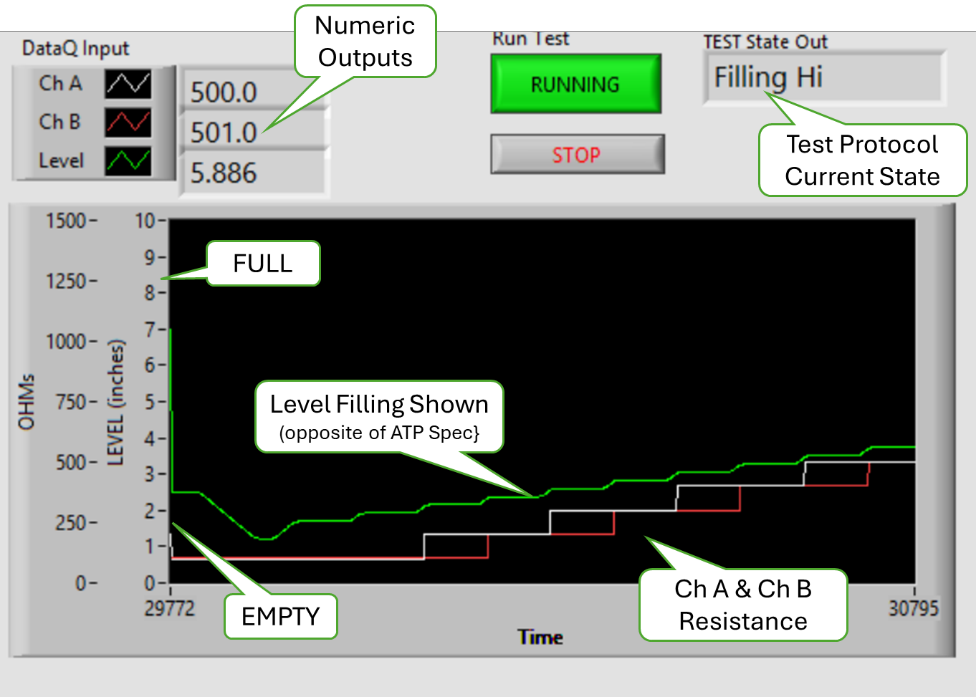 DataQ Input
Numeric
Outputs
Run Test
TEST State Out
Ch A
500.0
RUNNING
Filling Hi
Ch B
501.0
Level
5.886
STOP
Test Protocol
Current State
1500
1250
1000
750
500
250
0
OHMs
10
9
8
7
6
5
4
3
2
1
0
LEVEL (inches)
FULL
Level Filling Shown
(opposite of ATP Spec}
EMPTY
Ch A & Ch B
Resistance
29772
30795
Time